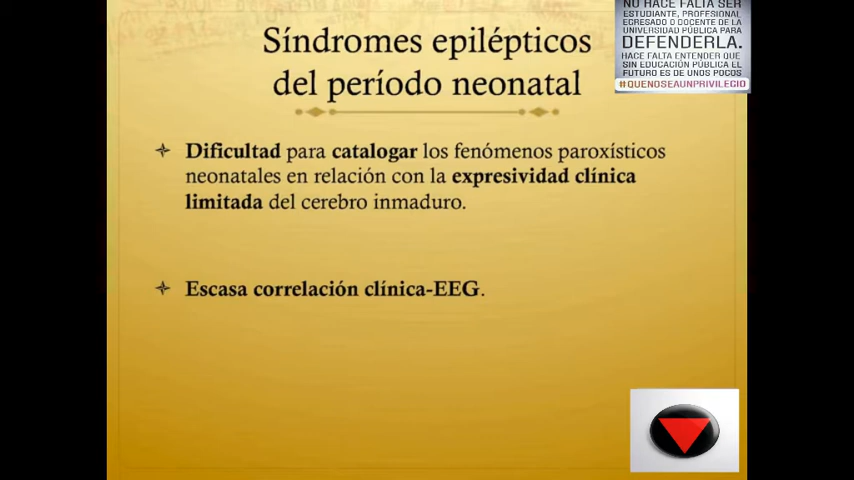 Síndromes epilépticos
del período neonatal
NO HACE FALTA SER
ESTUDIANTE, PROFESIONAL
EGRESADO O DOCENTE DE LA
UNIVERSIDAD PÚBLICA PARA
DEFENDERLA.
HACE FALTA ENTENDER QUE
SIN EDUCACIÓN PÚBLICA EL
FUTURO ES DE UNOS POCOS
#QUENOSEAUNPRIVILEGIO
Dificultad para catalogar los fenómenos paroxísticos
neonatales en relación con la expresividad clínica
limitada del cerebro inmaduro.
Escasa correlación clínica-EEG.